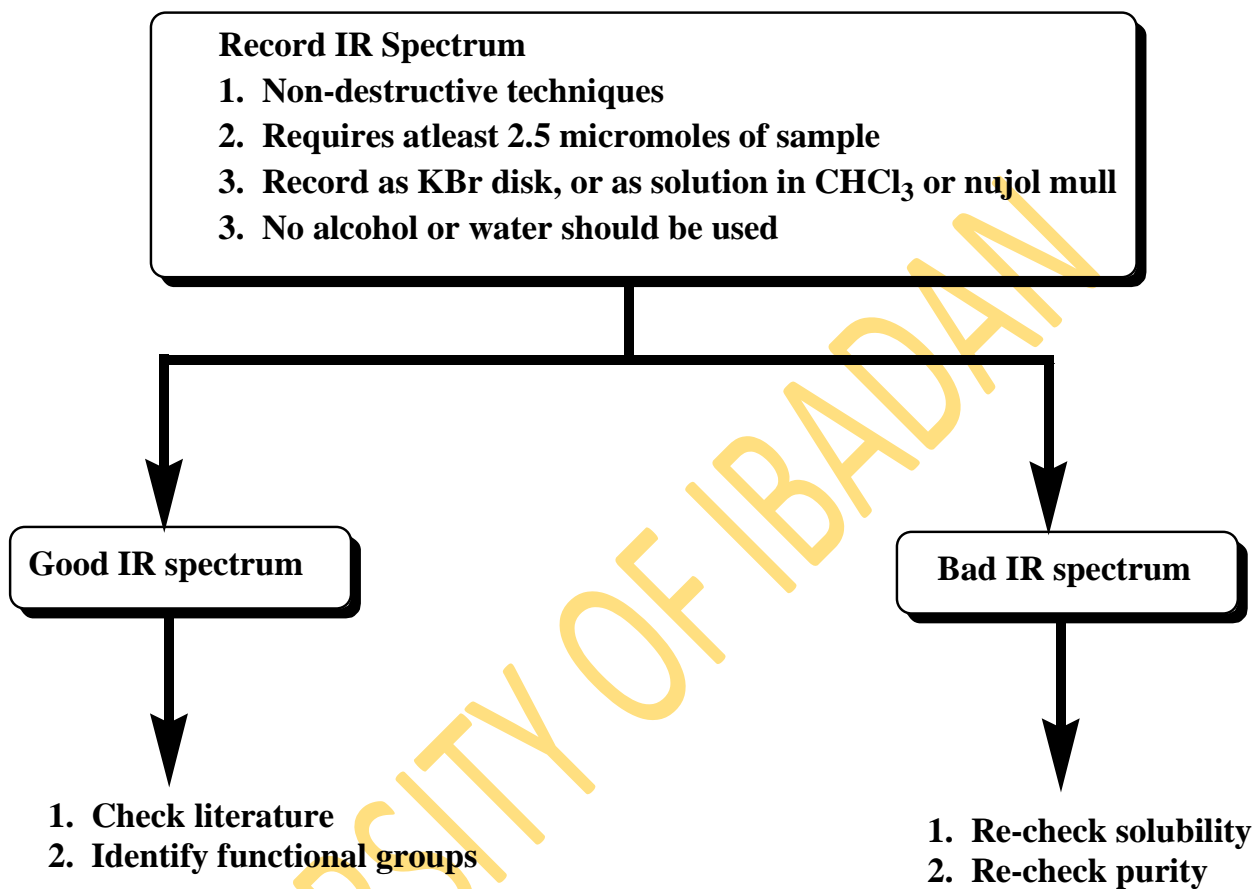 Record IR Spectrum
1. Non-destructive techniques
2. Requires atleast 2.5 micromoles of sample
3. Record as KBr disk, or as solution in CHCl₃ or nujol mull
3. No alcohol or water should be used
Good IR spectrum
Bad IR spectrum
1. Check literature
2. Identify functional groups
1. Re-check solubility
2. Re-check purity
RSITY OF IBADAN